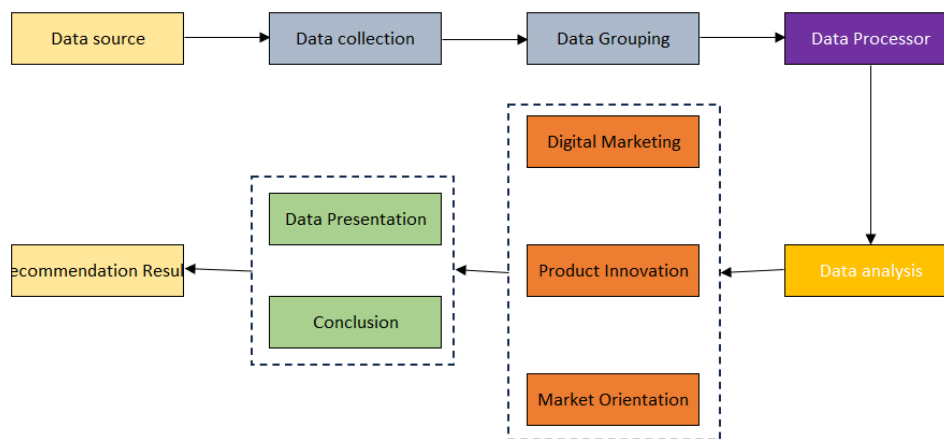 Data source
Data collection
Data Grouping
Data Processor
Digital Marketing
Data Presentation
ecommendation Resul
Product Innovation
Data analysis
Conclusion
Market Orientation